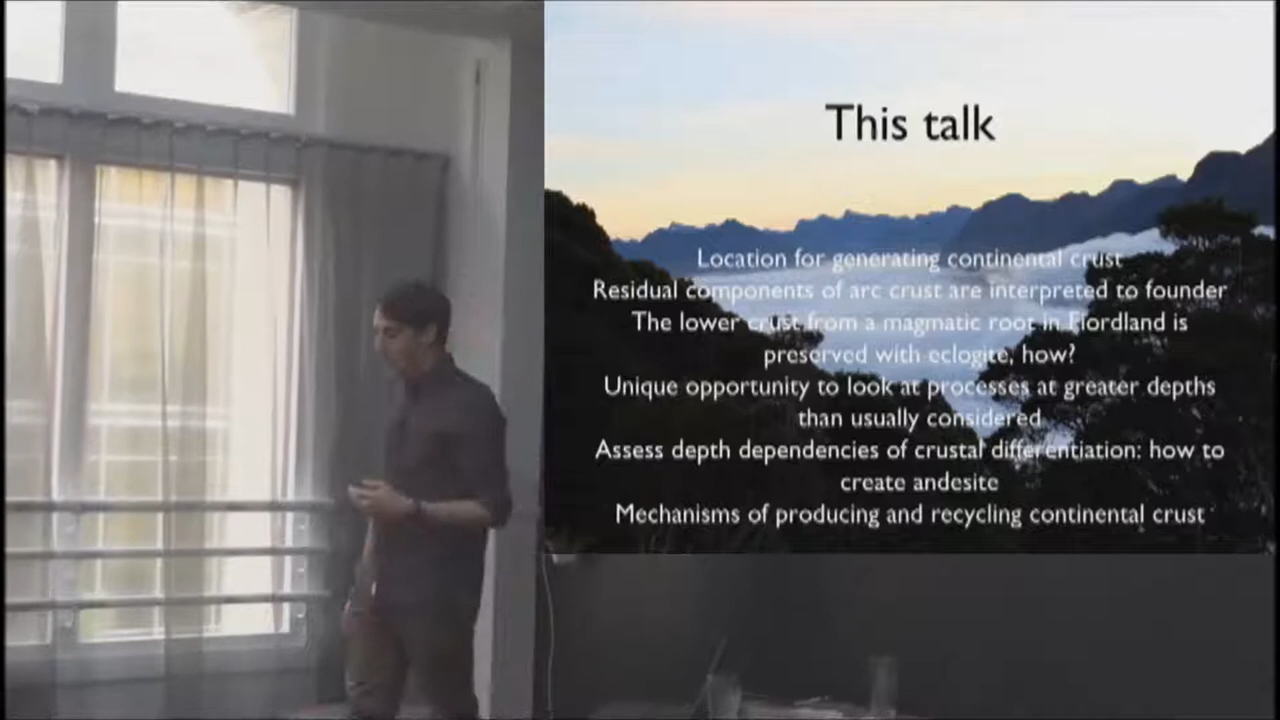 This talk
Location for generating continental crust
Residual components of arc crust are interpreted to founder
The lower crust from a magmatic root in Fiordland is
preserved with eclogite, how?
Unique opportunity to look at processes at greater depths
than usually considered
Assess depth dependencies of crustal differentiation: how to
create andesite
Mechanisms of producing and recycling continental crust